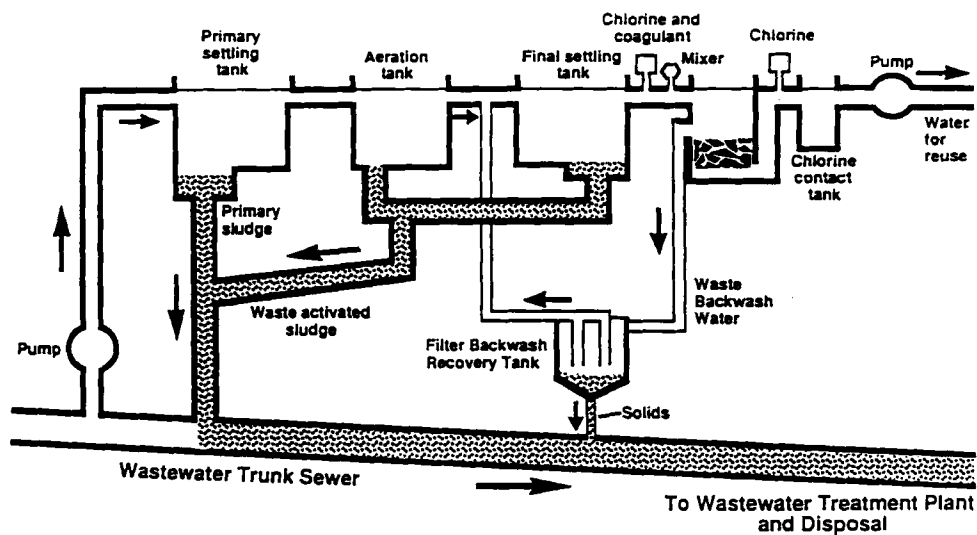 Primary
settling
tank
Aeration
tank
Final settling
tank
Chlorine and
coagulant
Mixer
Chlorine
Pump
Water
for
reuse
Chlorine
contact
tank
Primary
sludge
Waste activated
sludge
Waste
Backwash
Water
Pump
Filter Backwash
Recovery Tank
Solids
Wastewater Trunk Sewer
To Wastewater Treatment Plant
and Disposal